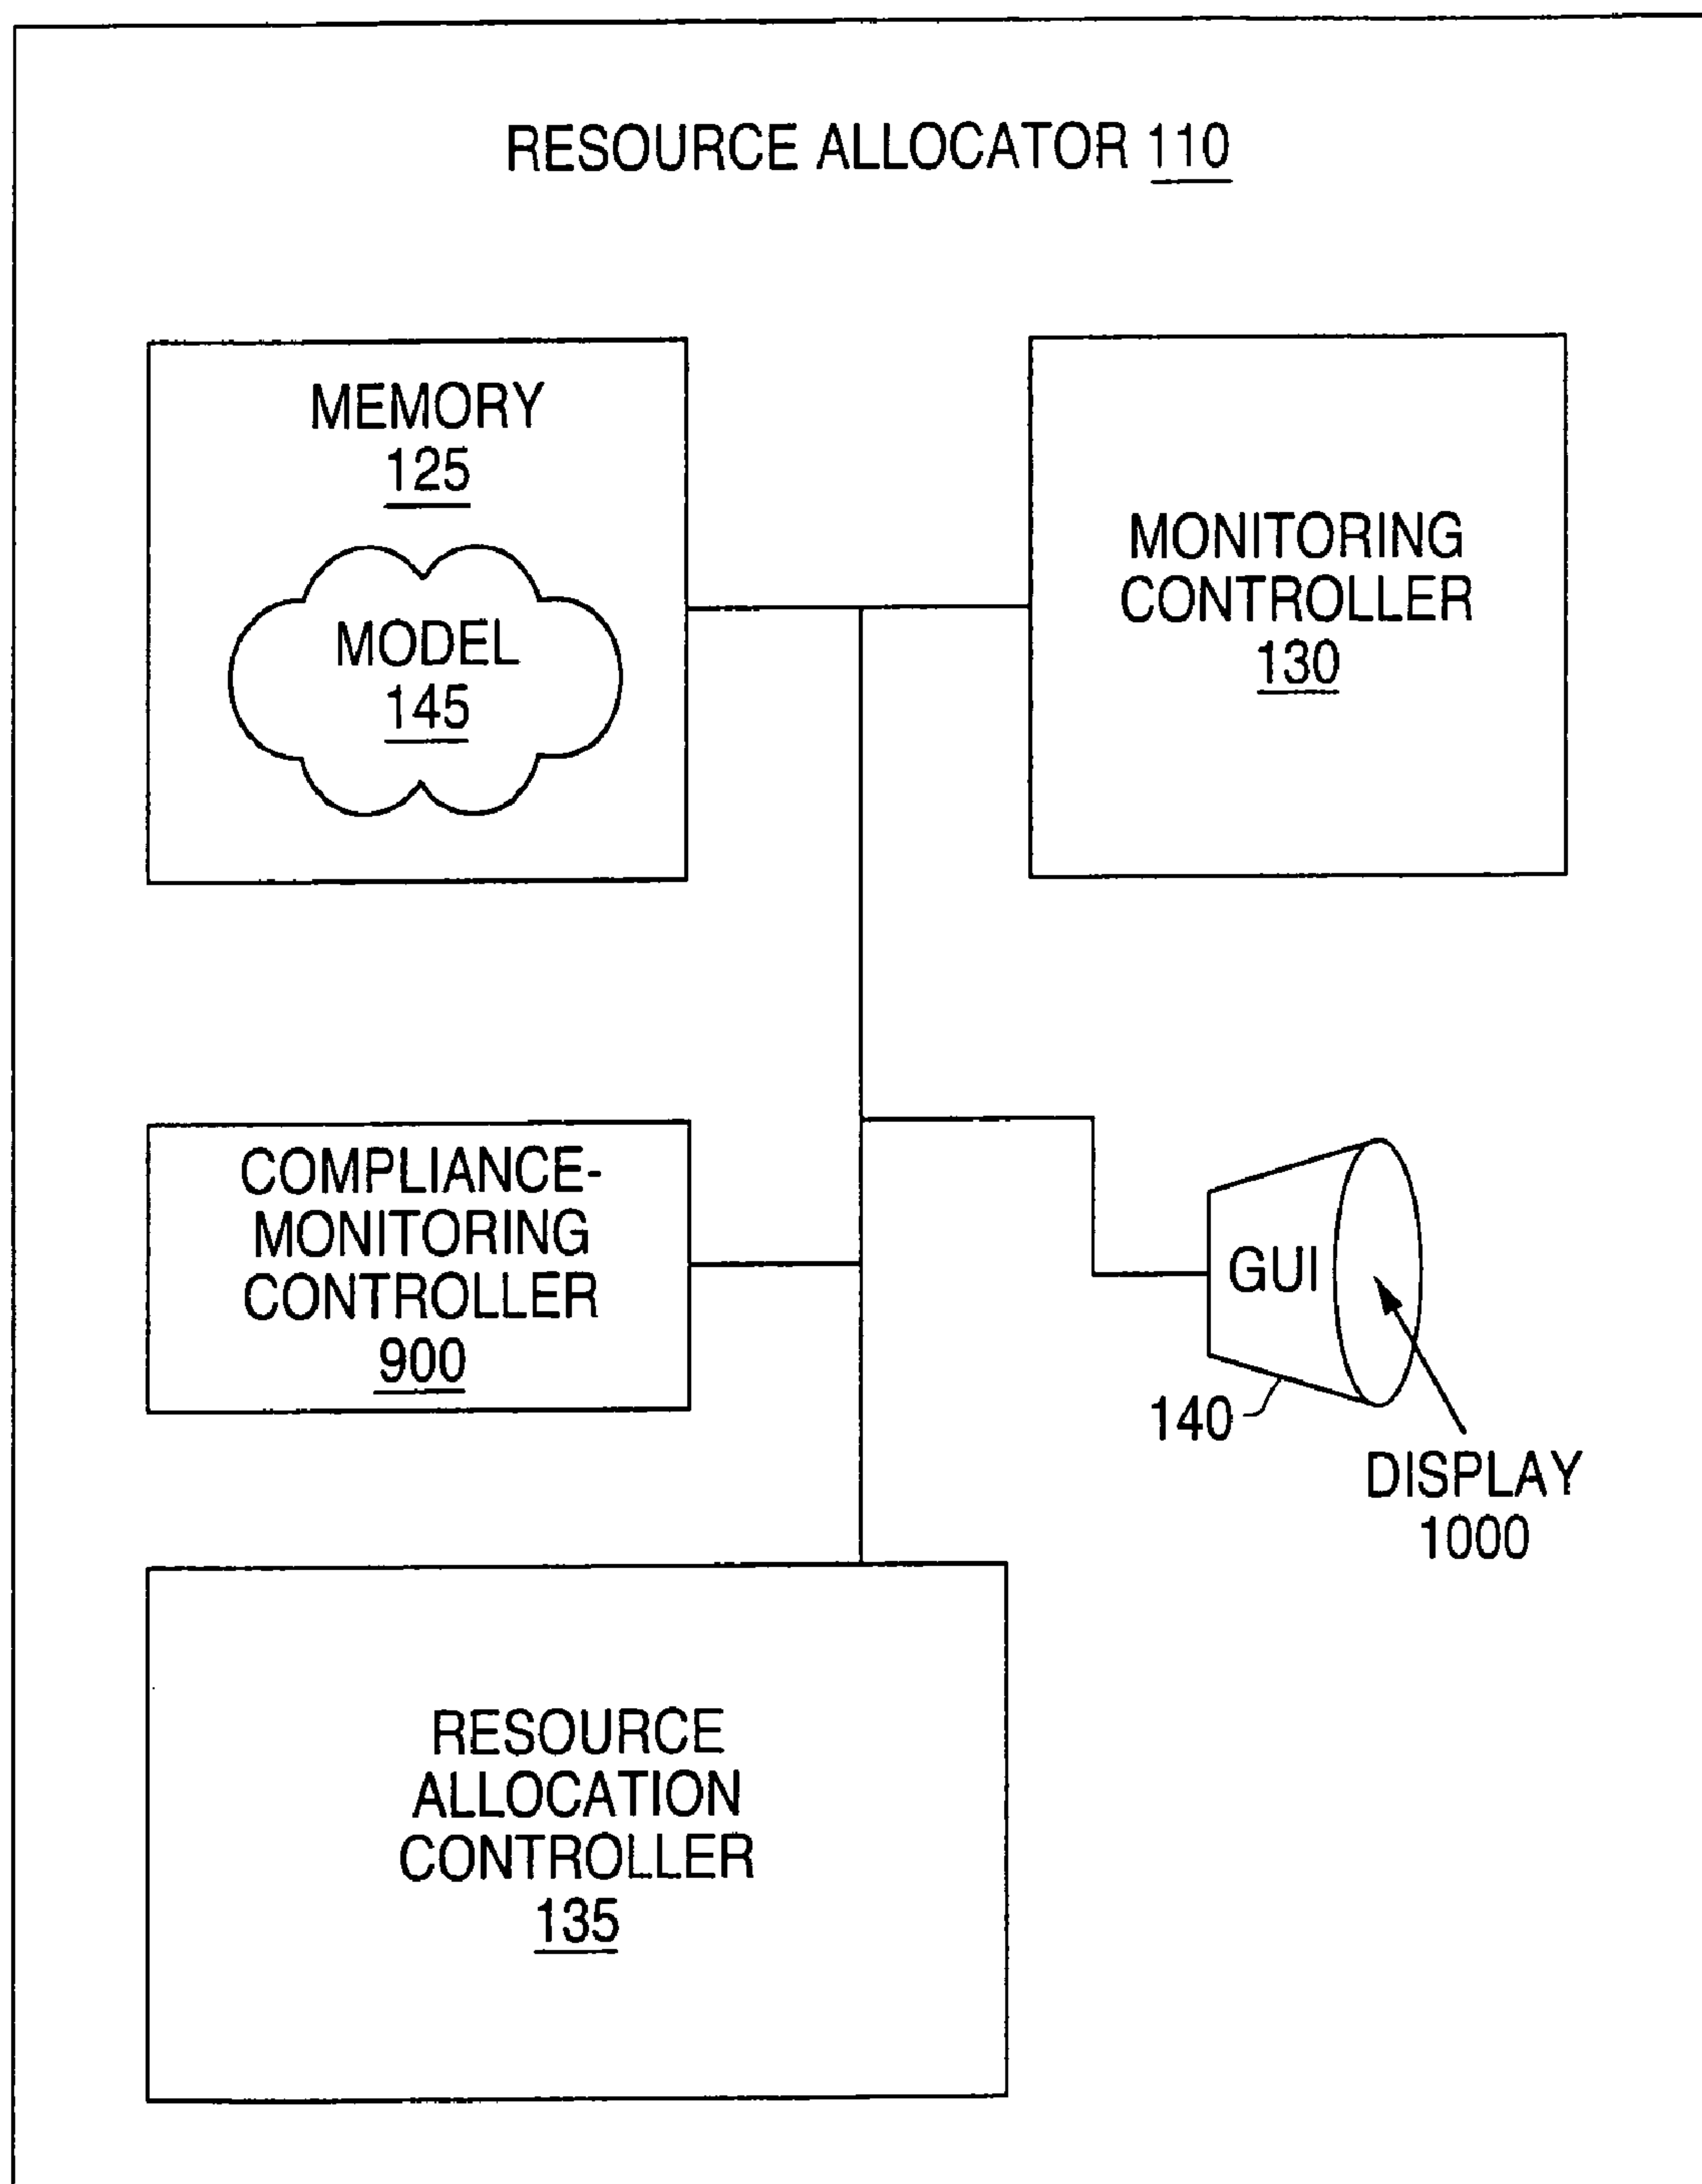 RESOURCE ALLOCATOR 110
MEMORY
125
MODEL
145
MONITORING
CONTROLLER
130
COMPLIANCE-
MONITORING
CONTROLLER
900
GUI
140
DISPLAY
1000
RESOURCE
ALLOCATION
CONTROLLER
135